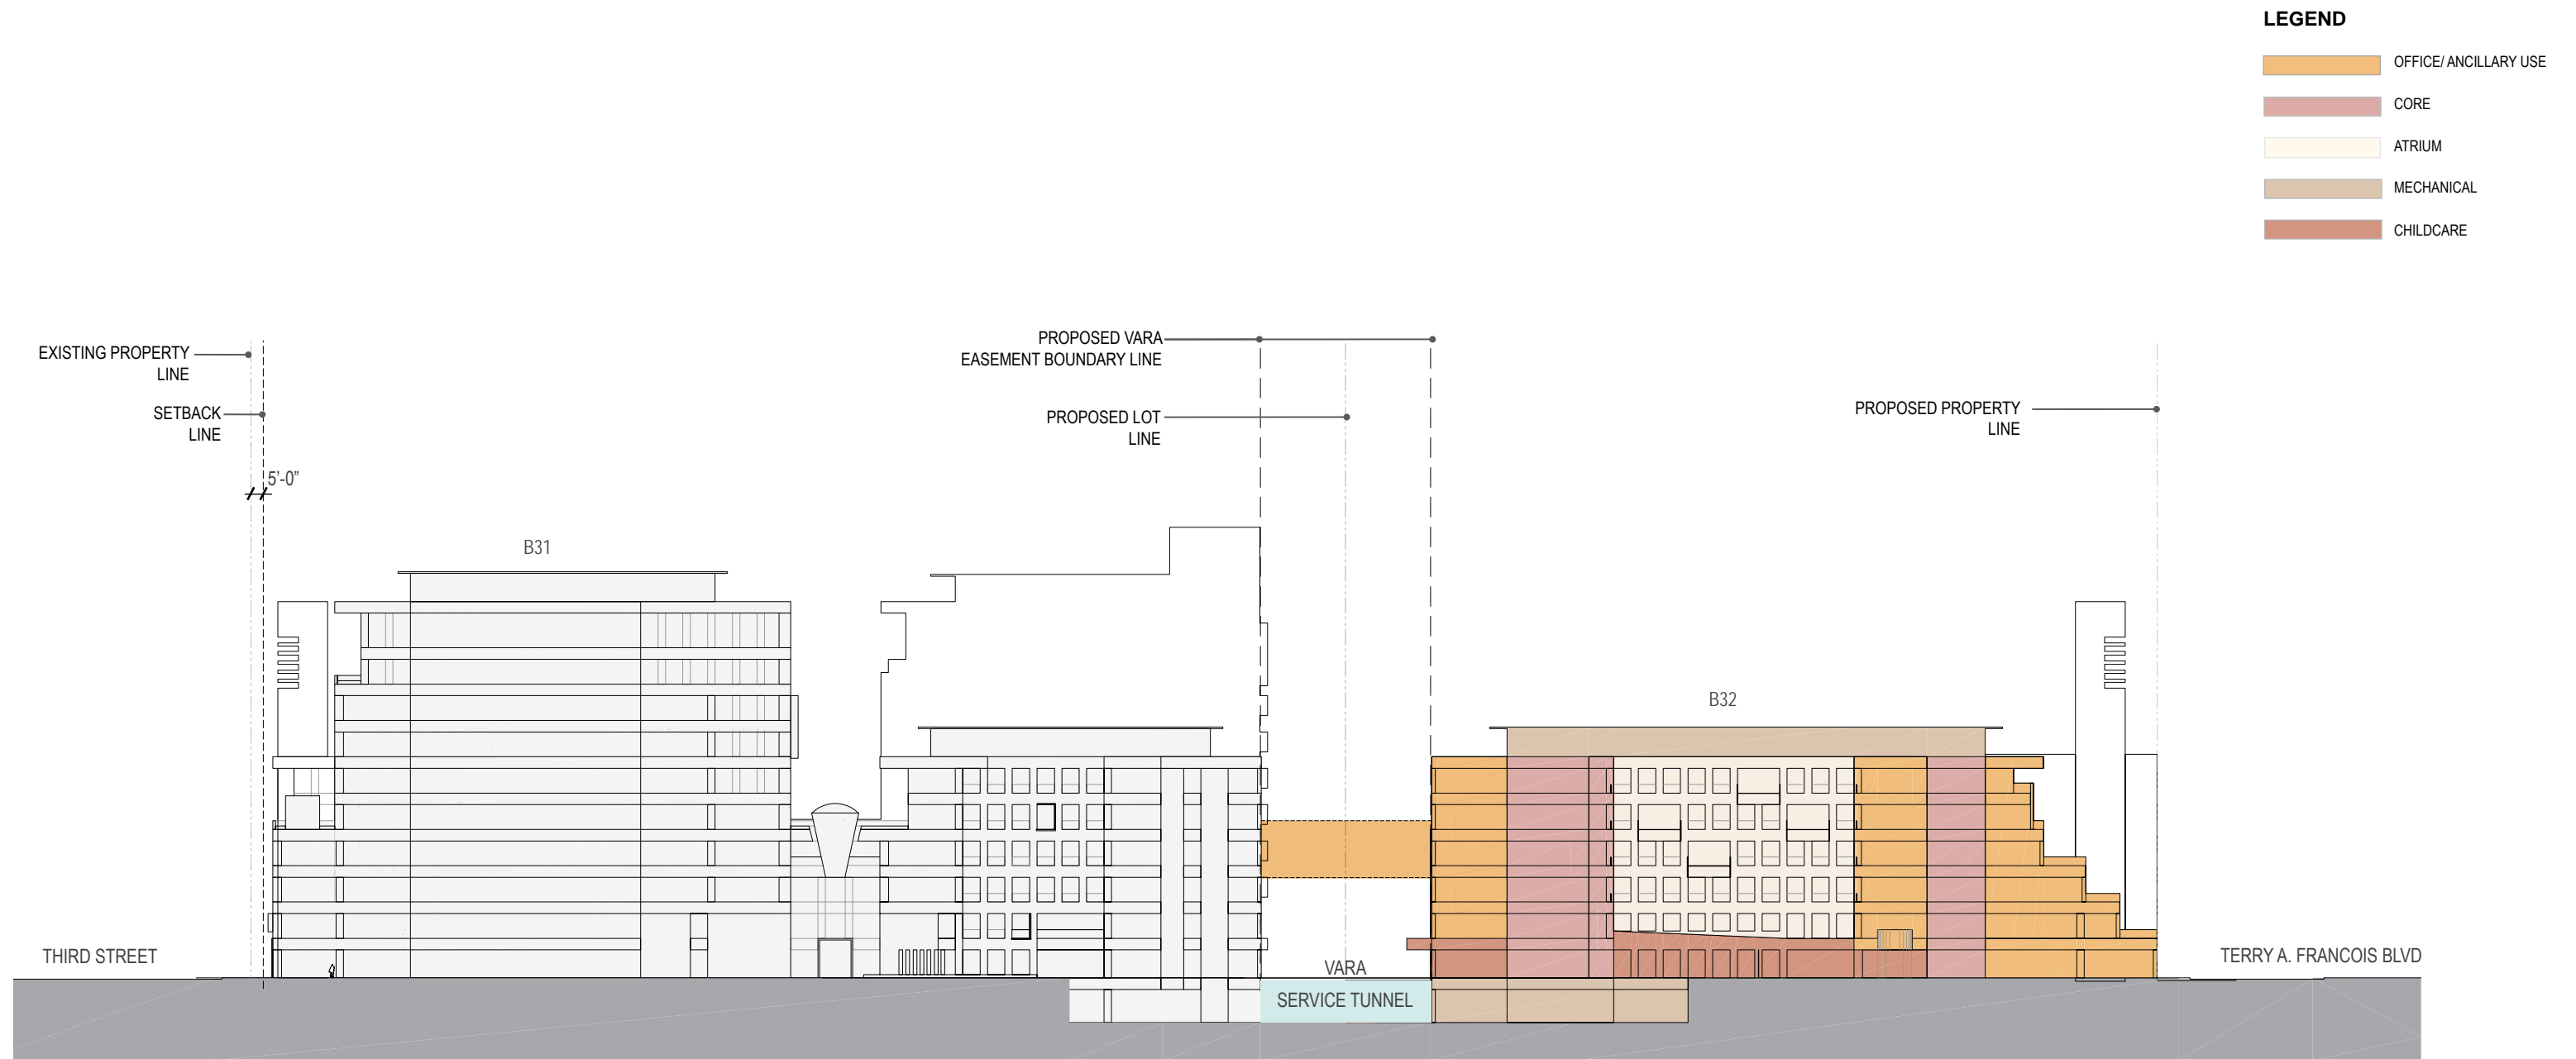 LEGEND
OFFICE/ ANCILLARY USE
CORE
ATRIUM
MECHANICAL
CHILDCARE
EXISTING PROPERTY
LINE
SETBACK
LINE
5'-0"
PROPOSED VARA
EASEMENT BOUNDARY LINE
PROPOSED LOT
LINE
PROPOSED PROPERTY
LINE
B31
B32
THIRD STREET
VARA
SERVICE TUNNEL
TERRY A. FRANCOIS BLVD